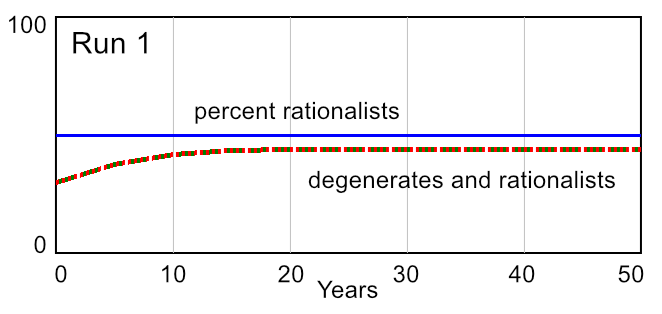 100
Run 1
percent rationalists
degenerates and rationalists
0
0 10 20 30 40 50
Years